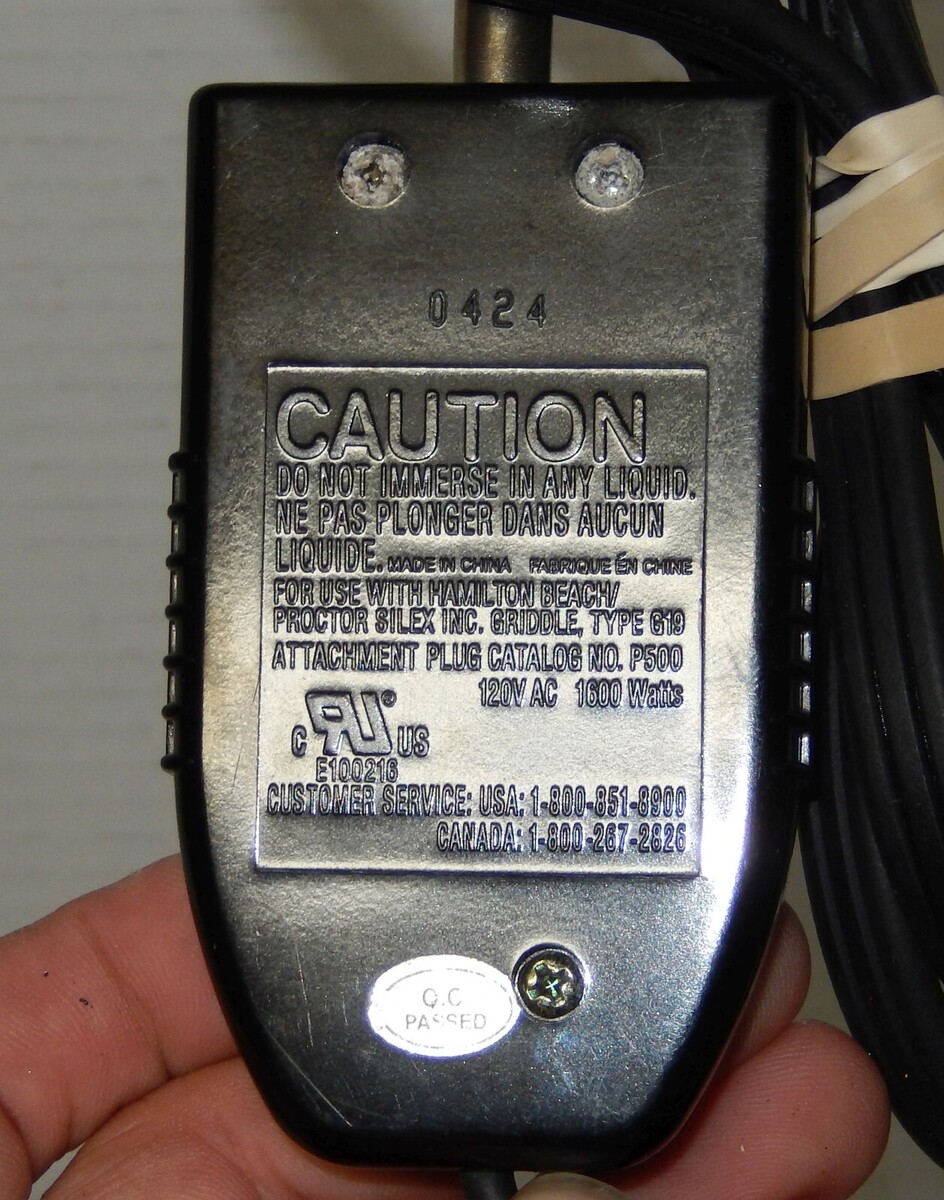 0424
CAUTION
DO NOT IMMERSE IN ANY LIQUID.
NE PAS PLONGER DANS AUCUN
LIQUIDE. MADE IN CHINA FABRIQUE ÉN CHINE
FOR USE WITH HAMILTON BEACH/
PROCTOR SILEX INC. GRIDDLE, TYPE G19
ATTACHMENT PLUG CATALOG NO. P500
120V AC 1600 Watts
C UR® US
E100216
CUSTOMER SERVICE: USA: 1-800-851-8900
CANADA: 1-800-267-2826
Q.C
PASSED